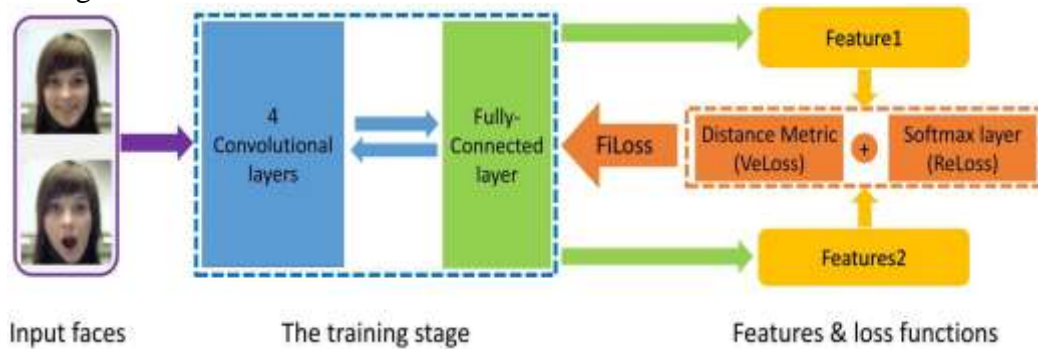 Feature1
4
Convolutional
layers
Fully-
Connected
layer
FiLoss
Distance Metric
(VeLoss)
+
Softmax layer
(ReLoss)
Features2
Input faces
The training stage
Features & loss functions